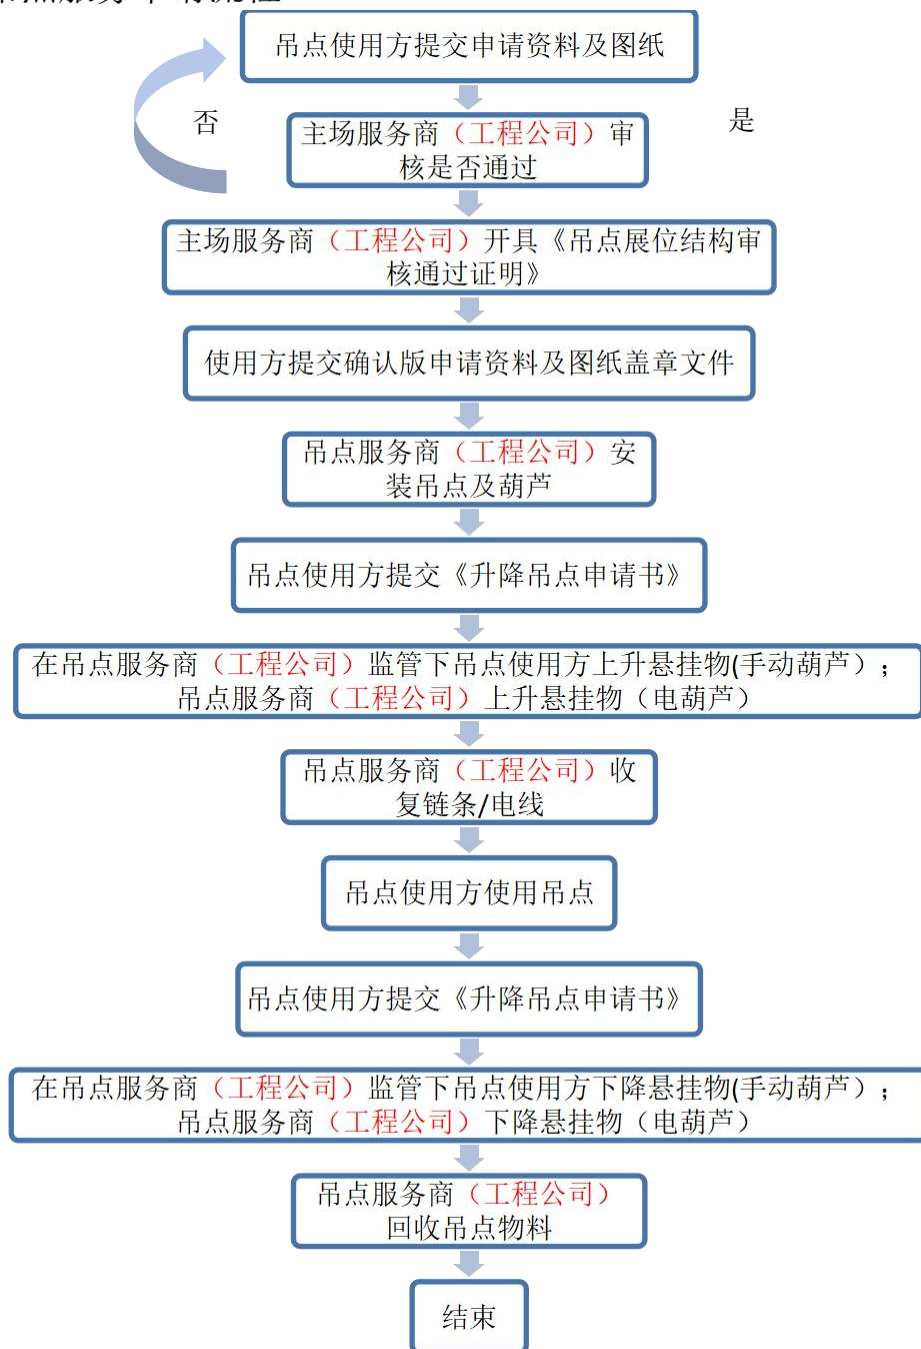 吊点使用方提交申请资料及图纸
否
是
主场服务商（工程公司）审
核是否通过
主场服务商（工程公司）开具《吊点展位结构审
核通过证明》
使用方提交确认版申请资料及图纸盖章文件
吊点服务商（工程公司）安
装吊点及葫芦
吊点使用方提交《升降吊点申请书》
在吊点服务商（工程公司）监管下吊点使用方上升悬挂物(手动葫芦）；
吊点服务商（工程公司）上升悬挂物（电葫芦）
吊点服务商（工程公司）收
复链条/电线
吊点使用方使用吊点
吊点使用方提交《升降吊点申请书》
在吊点服务商（工程公司）监管下吊点使用方下降悬挂物(手动葫芦）；
吊点服务商（工程公司）下降悬挂物（电葫芦）
吊点服务商（工程公司）
回收吊点物料
结束